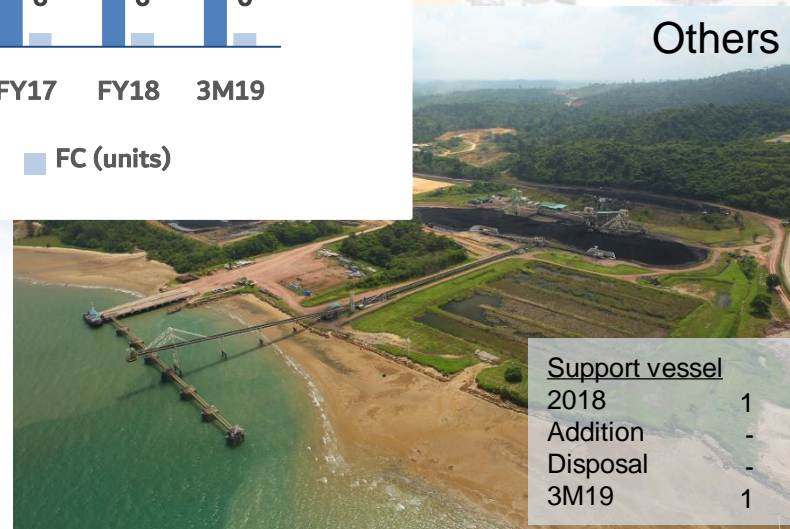 Others
FY17 FY18 3M19
FC (units)
Support vessel
2018 1
Addition -
Disposal -
3M19 1